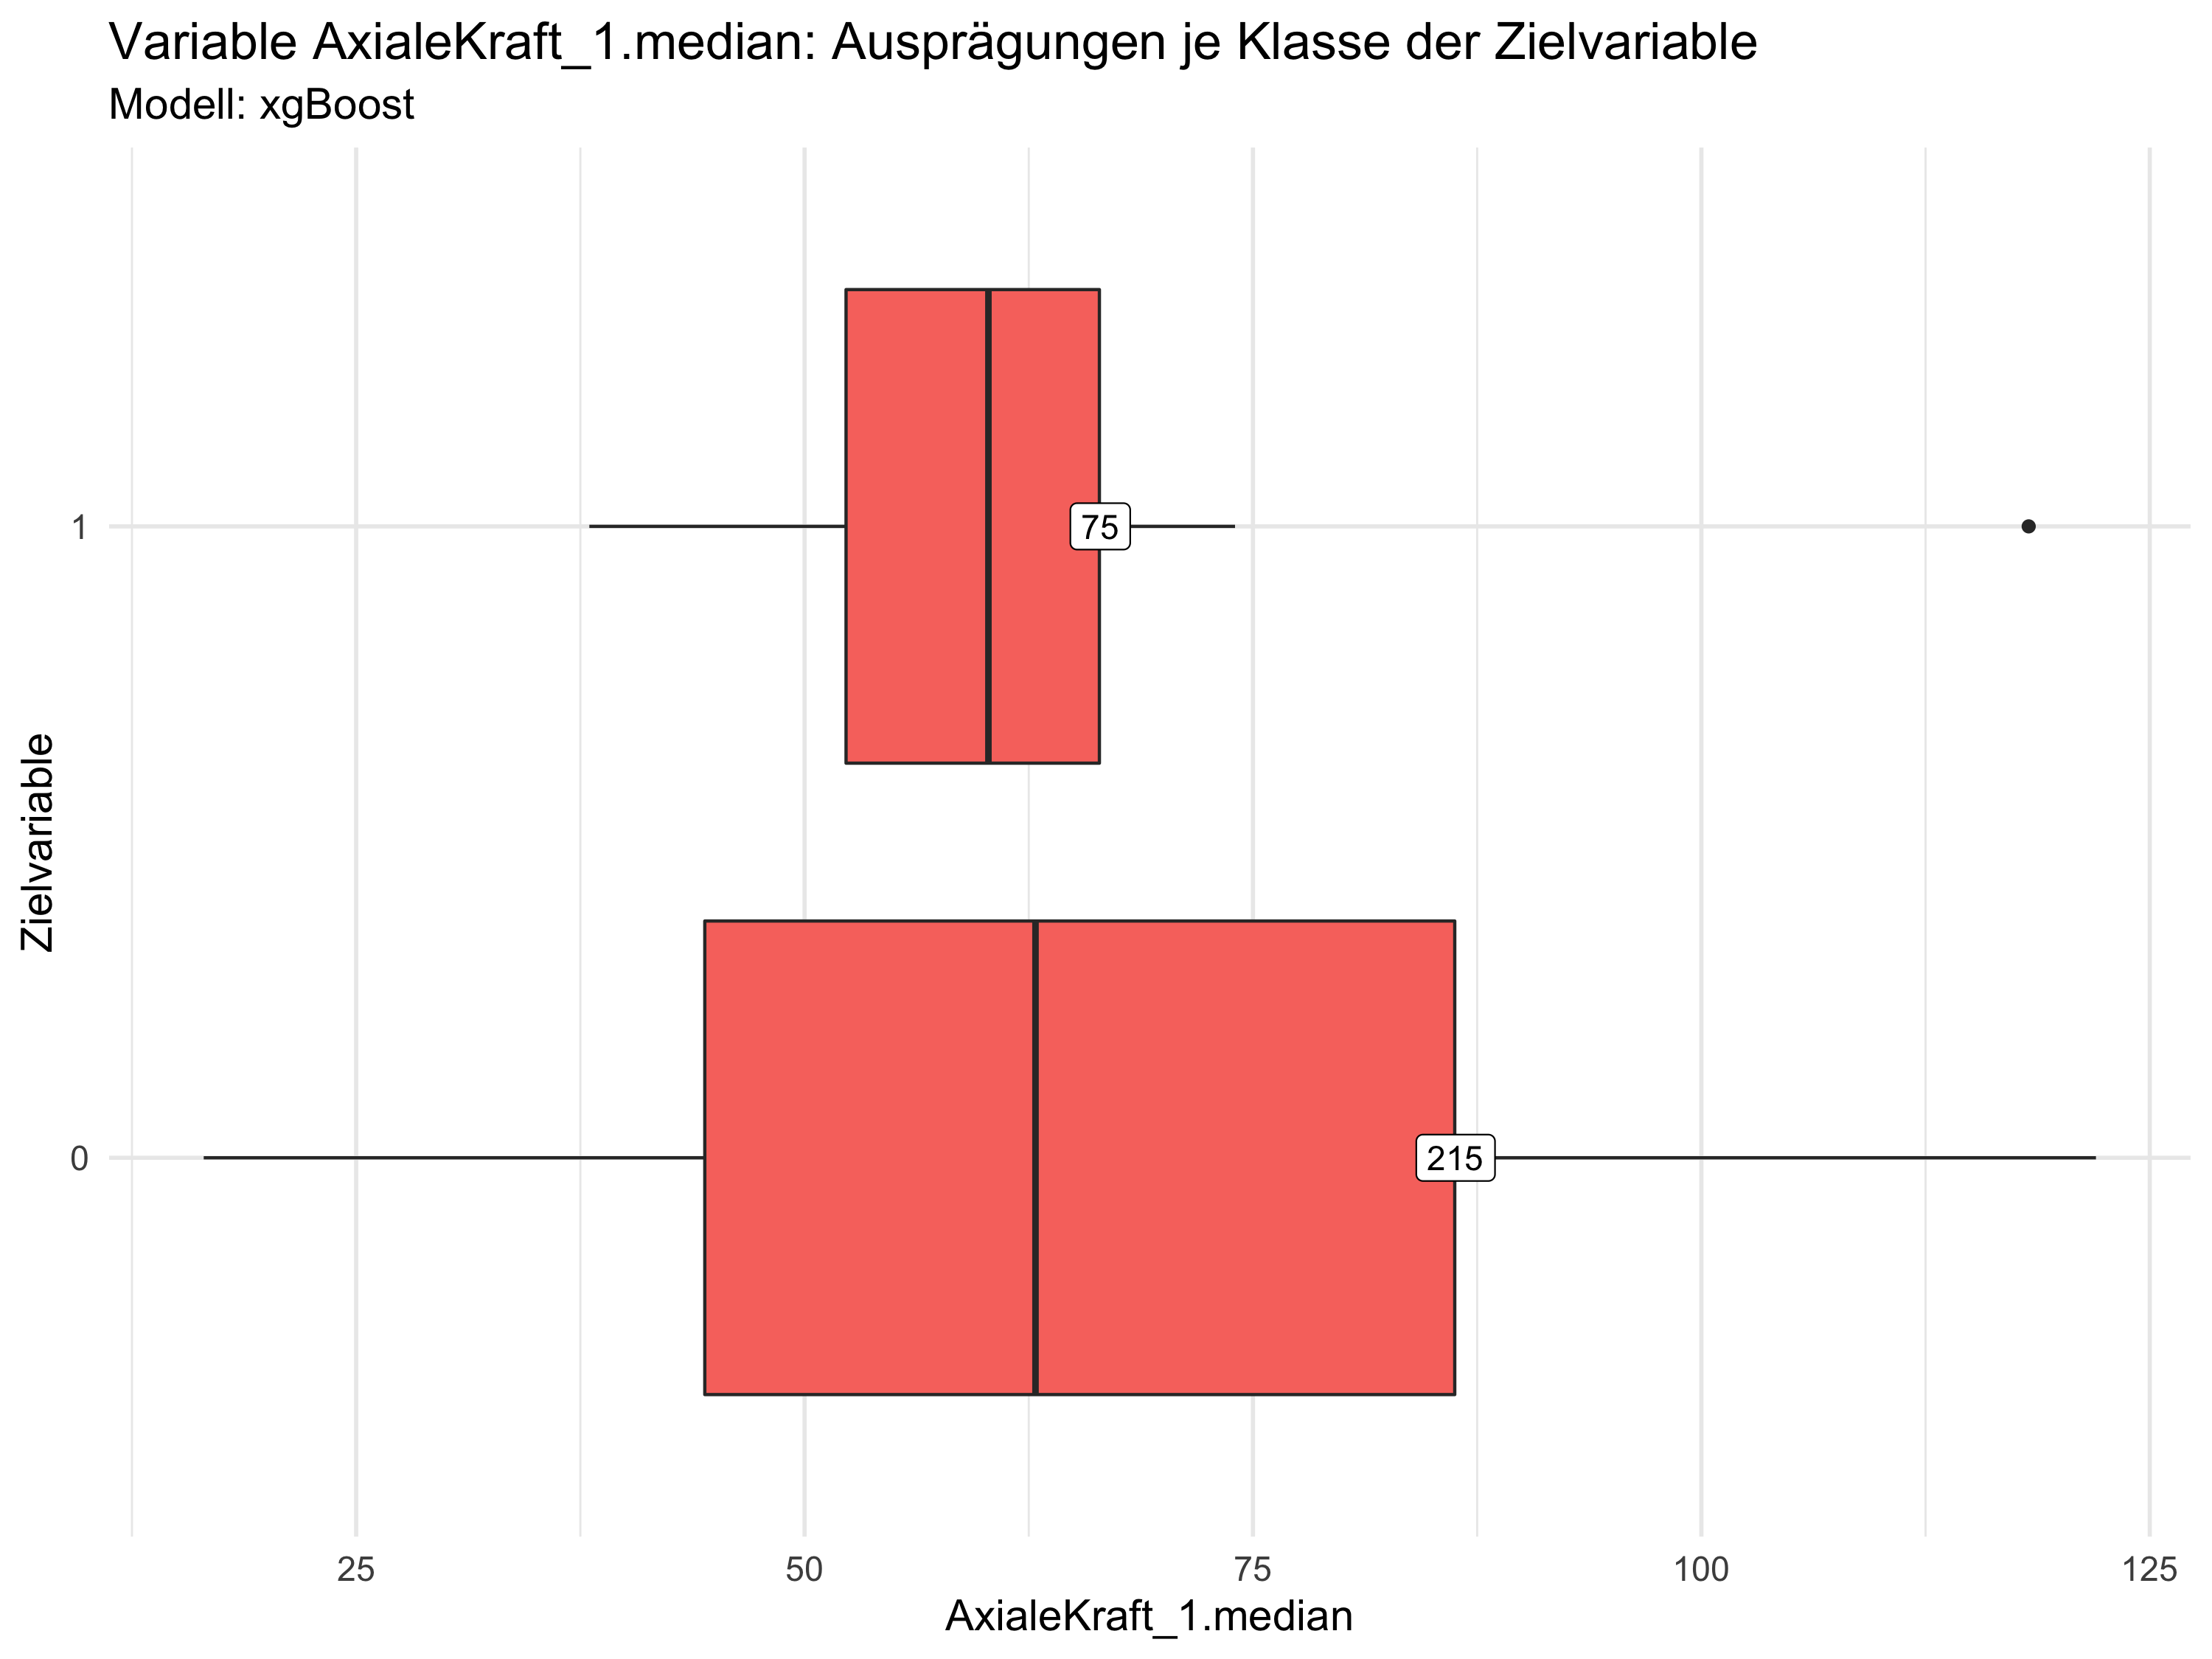 Variable AxialeKraft_1.median: Ausprägungen je Klasse der Zielvariable
Modell: xgBoost
Zielvariable
1
75
0
215
25
50
75
100
125
AxialeKraft_1.median